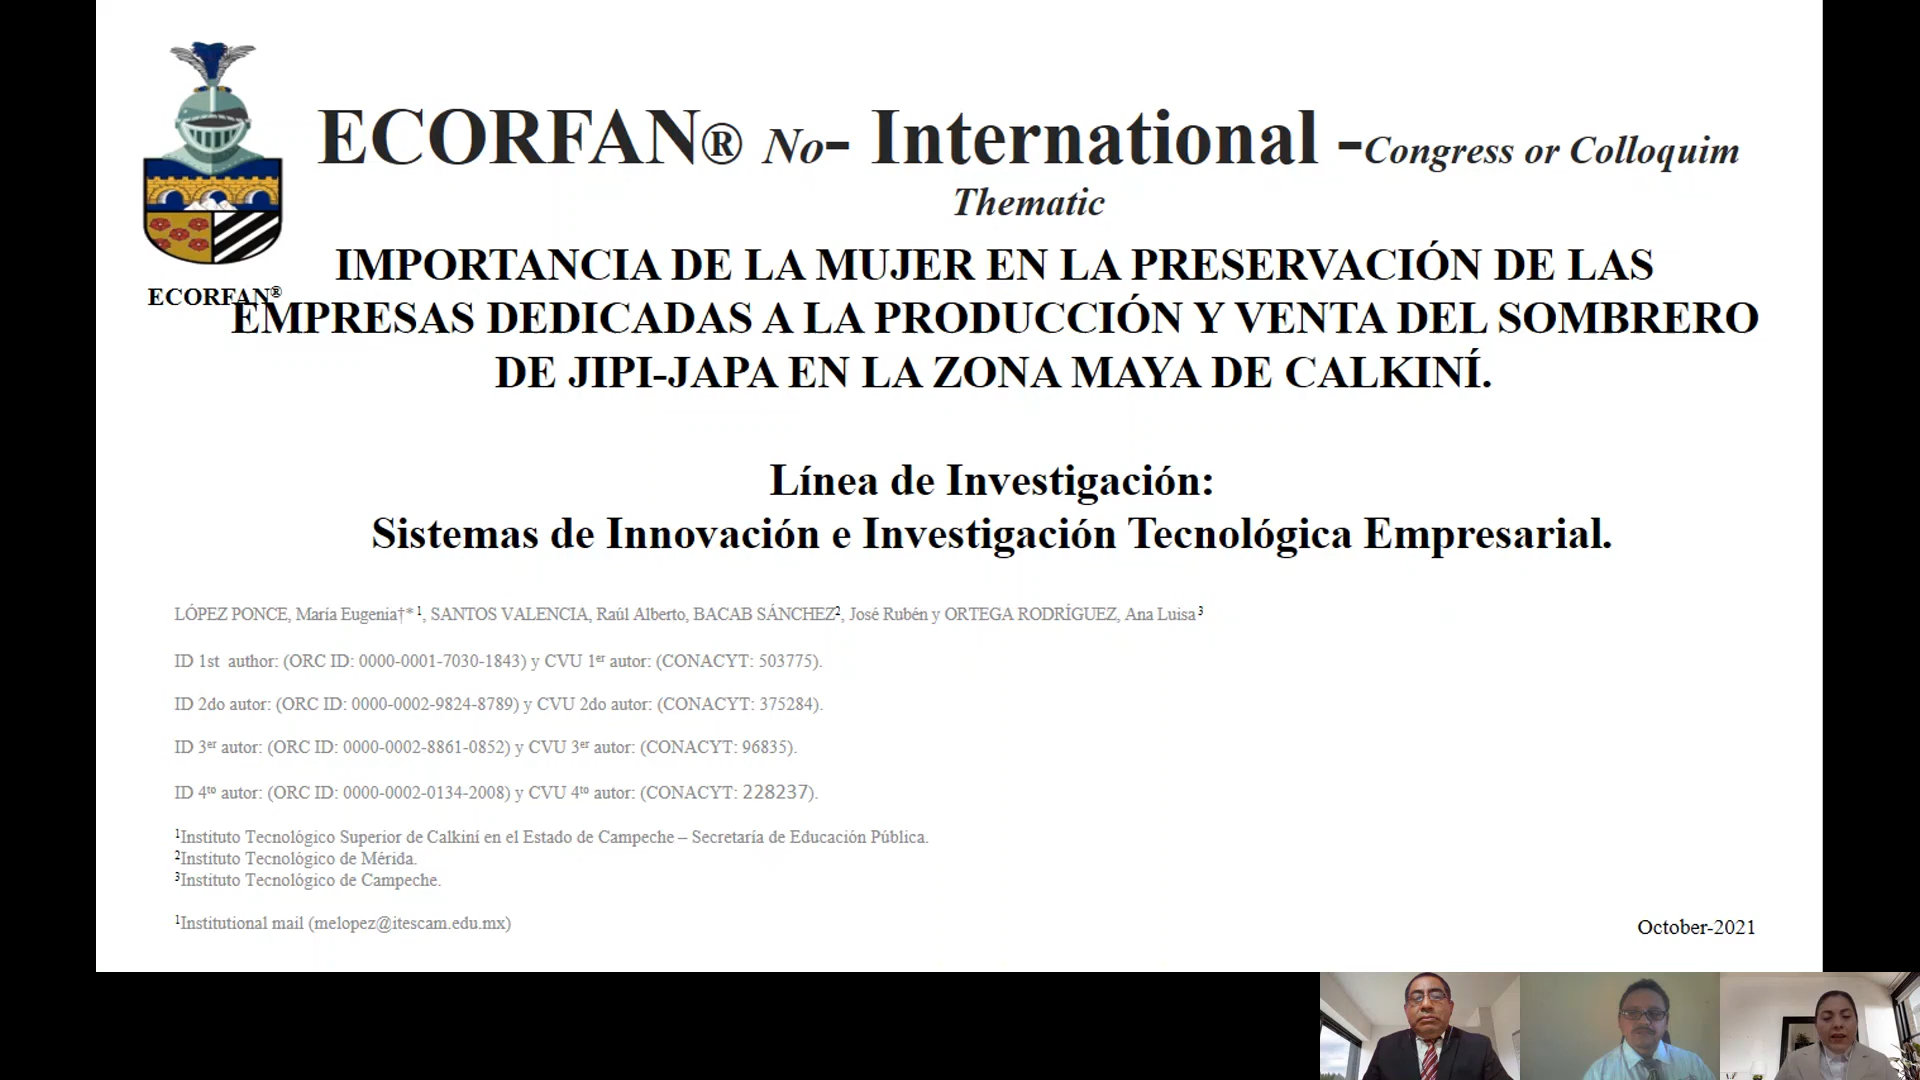 ECORFAN® No- International -Congress or Colloquim
Thematic
ECORFAN®
IMPORTANCIA DE LA MUJER EN LA PRESERVACIÓN DE LAS
EMPRESAS DEDICADAS A LA PRODUCCIÓN Y VENTA DEL SOMBRERO
DE JIPI-JAPA EN LA ZONA MAYA DE CALKINÍ.
Línea de Investigación:
Sistemas de Innovación e Investigación Tecnológica Empresarial.
LÓPEZ PONCE, María Eugenia†* ¹, SANTOS VALENCIA, Raúl Alberto, BACAB SÁNCHEZ², José Rubén y ORTEGA RODRÍGUEZ, Ana Luisa ³
ID 1st author: (ORC ID: 0000-0001-7030-1843) y CVU 1ᵉʳ autor: (CONACYT: 503775).
ID 2do autor: (ORC ID: 0000-0002-9824-8789) y CVU 2do autor: (CONACYT: 375284).
ID 3ᵉʳ autor: (ORC ID: 0000-0002-8861-0852) y CVU 3ᵉʳ autor: (CONACYT: 96835).
ID 4ᵗᵒ autor: (ORC ID: 0000-0002-0134-2008) y CVU 4ᵗᵒ autor: (CONACYT: 228237).
¹Instituto Tecnológico Superior de Calkiní en el Estado de Campeche – Secretaría de Educación Pública.
²Instituto Tecnológico de Mérida.
³Instituto Tecnológico de Campeche.
¹Institutional mail (melopez@itescam.edu.mx)
October-2021